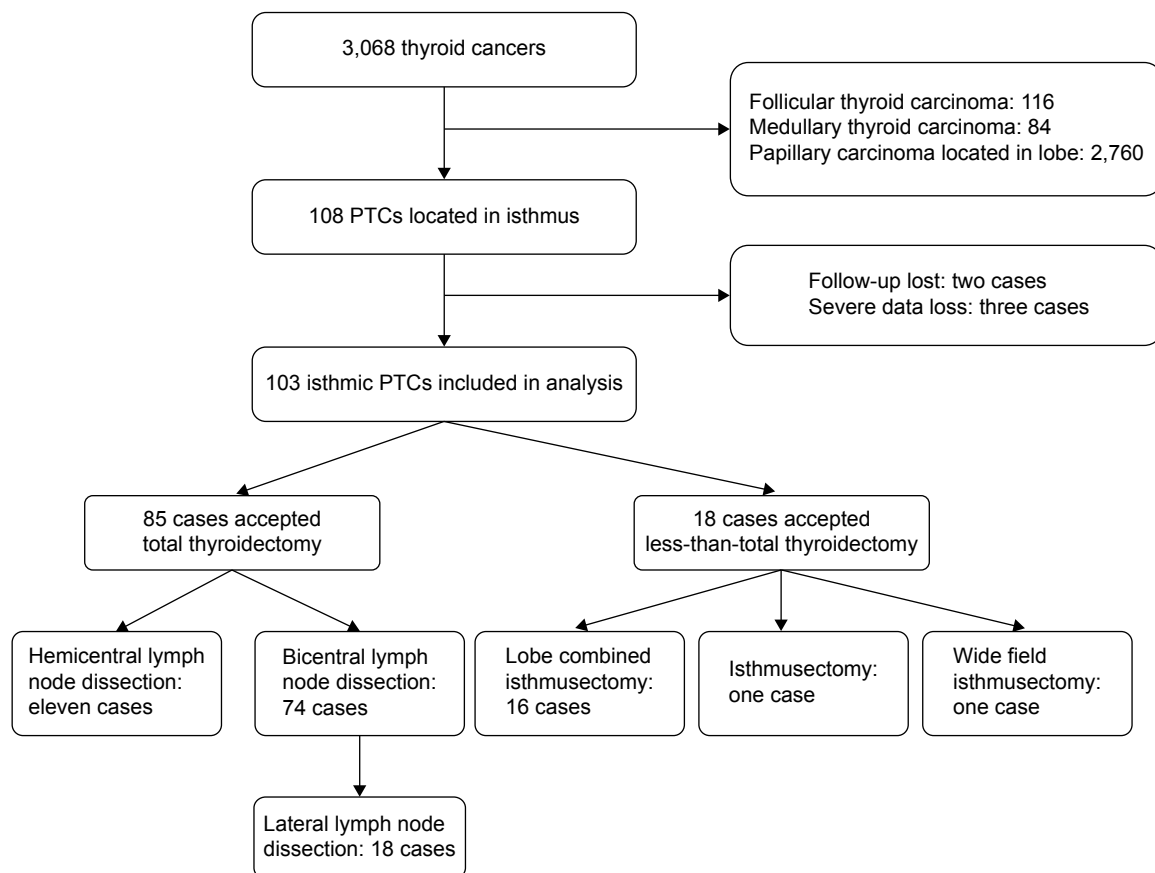 3,068 thyroid cancers
Follicular thyroid carcinoma: 116
Medullary thyroid carcinoma: 84
Papillary carcinoma located in lobe: 2,760
108 PTCs located in isthmus
Follow-up lost: two cases
Severe data loss: three cases
103 isthmic PTCs included in analysis
85 cases accepted
total thyroidectomy
18 cases accepted
less-than-total thyroidectomy
Hemicentral lymph
node dissection:
eleven cases
Bicentral lymph
node dissection:
74 cases
Lobe combined
isthmusectomy:
16 cases
Isthmusectomy:
one case
Wide field
isthmusectomy:
one case
Lateral lymph node
dissection: 18 cases